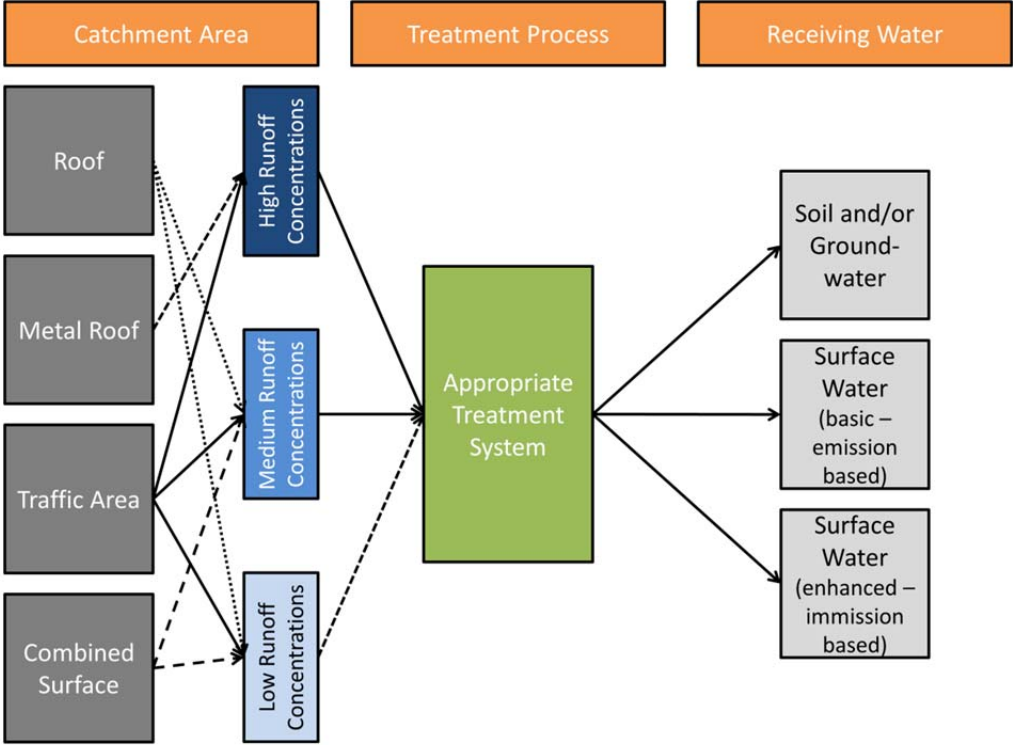 Catchment Area
Treatment Process
Receiving Water
Roof
Metal Roof
Traffic Area
Combined
Surface
High Runoff
Concentrations
Medium Runoff
Concentrations
Low Runoff
Concentrations
Appropriate
Treatment
System
Soil and/or
Ground-
water
Surface
Water
(basic –
emission
based)
Surface
Water
(enhanced –
immission
based)